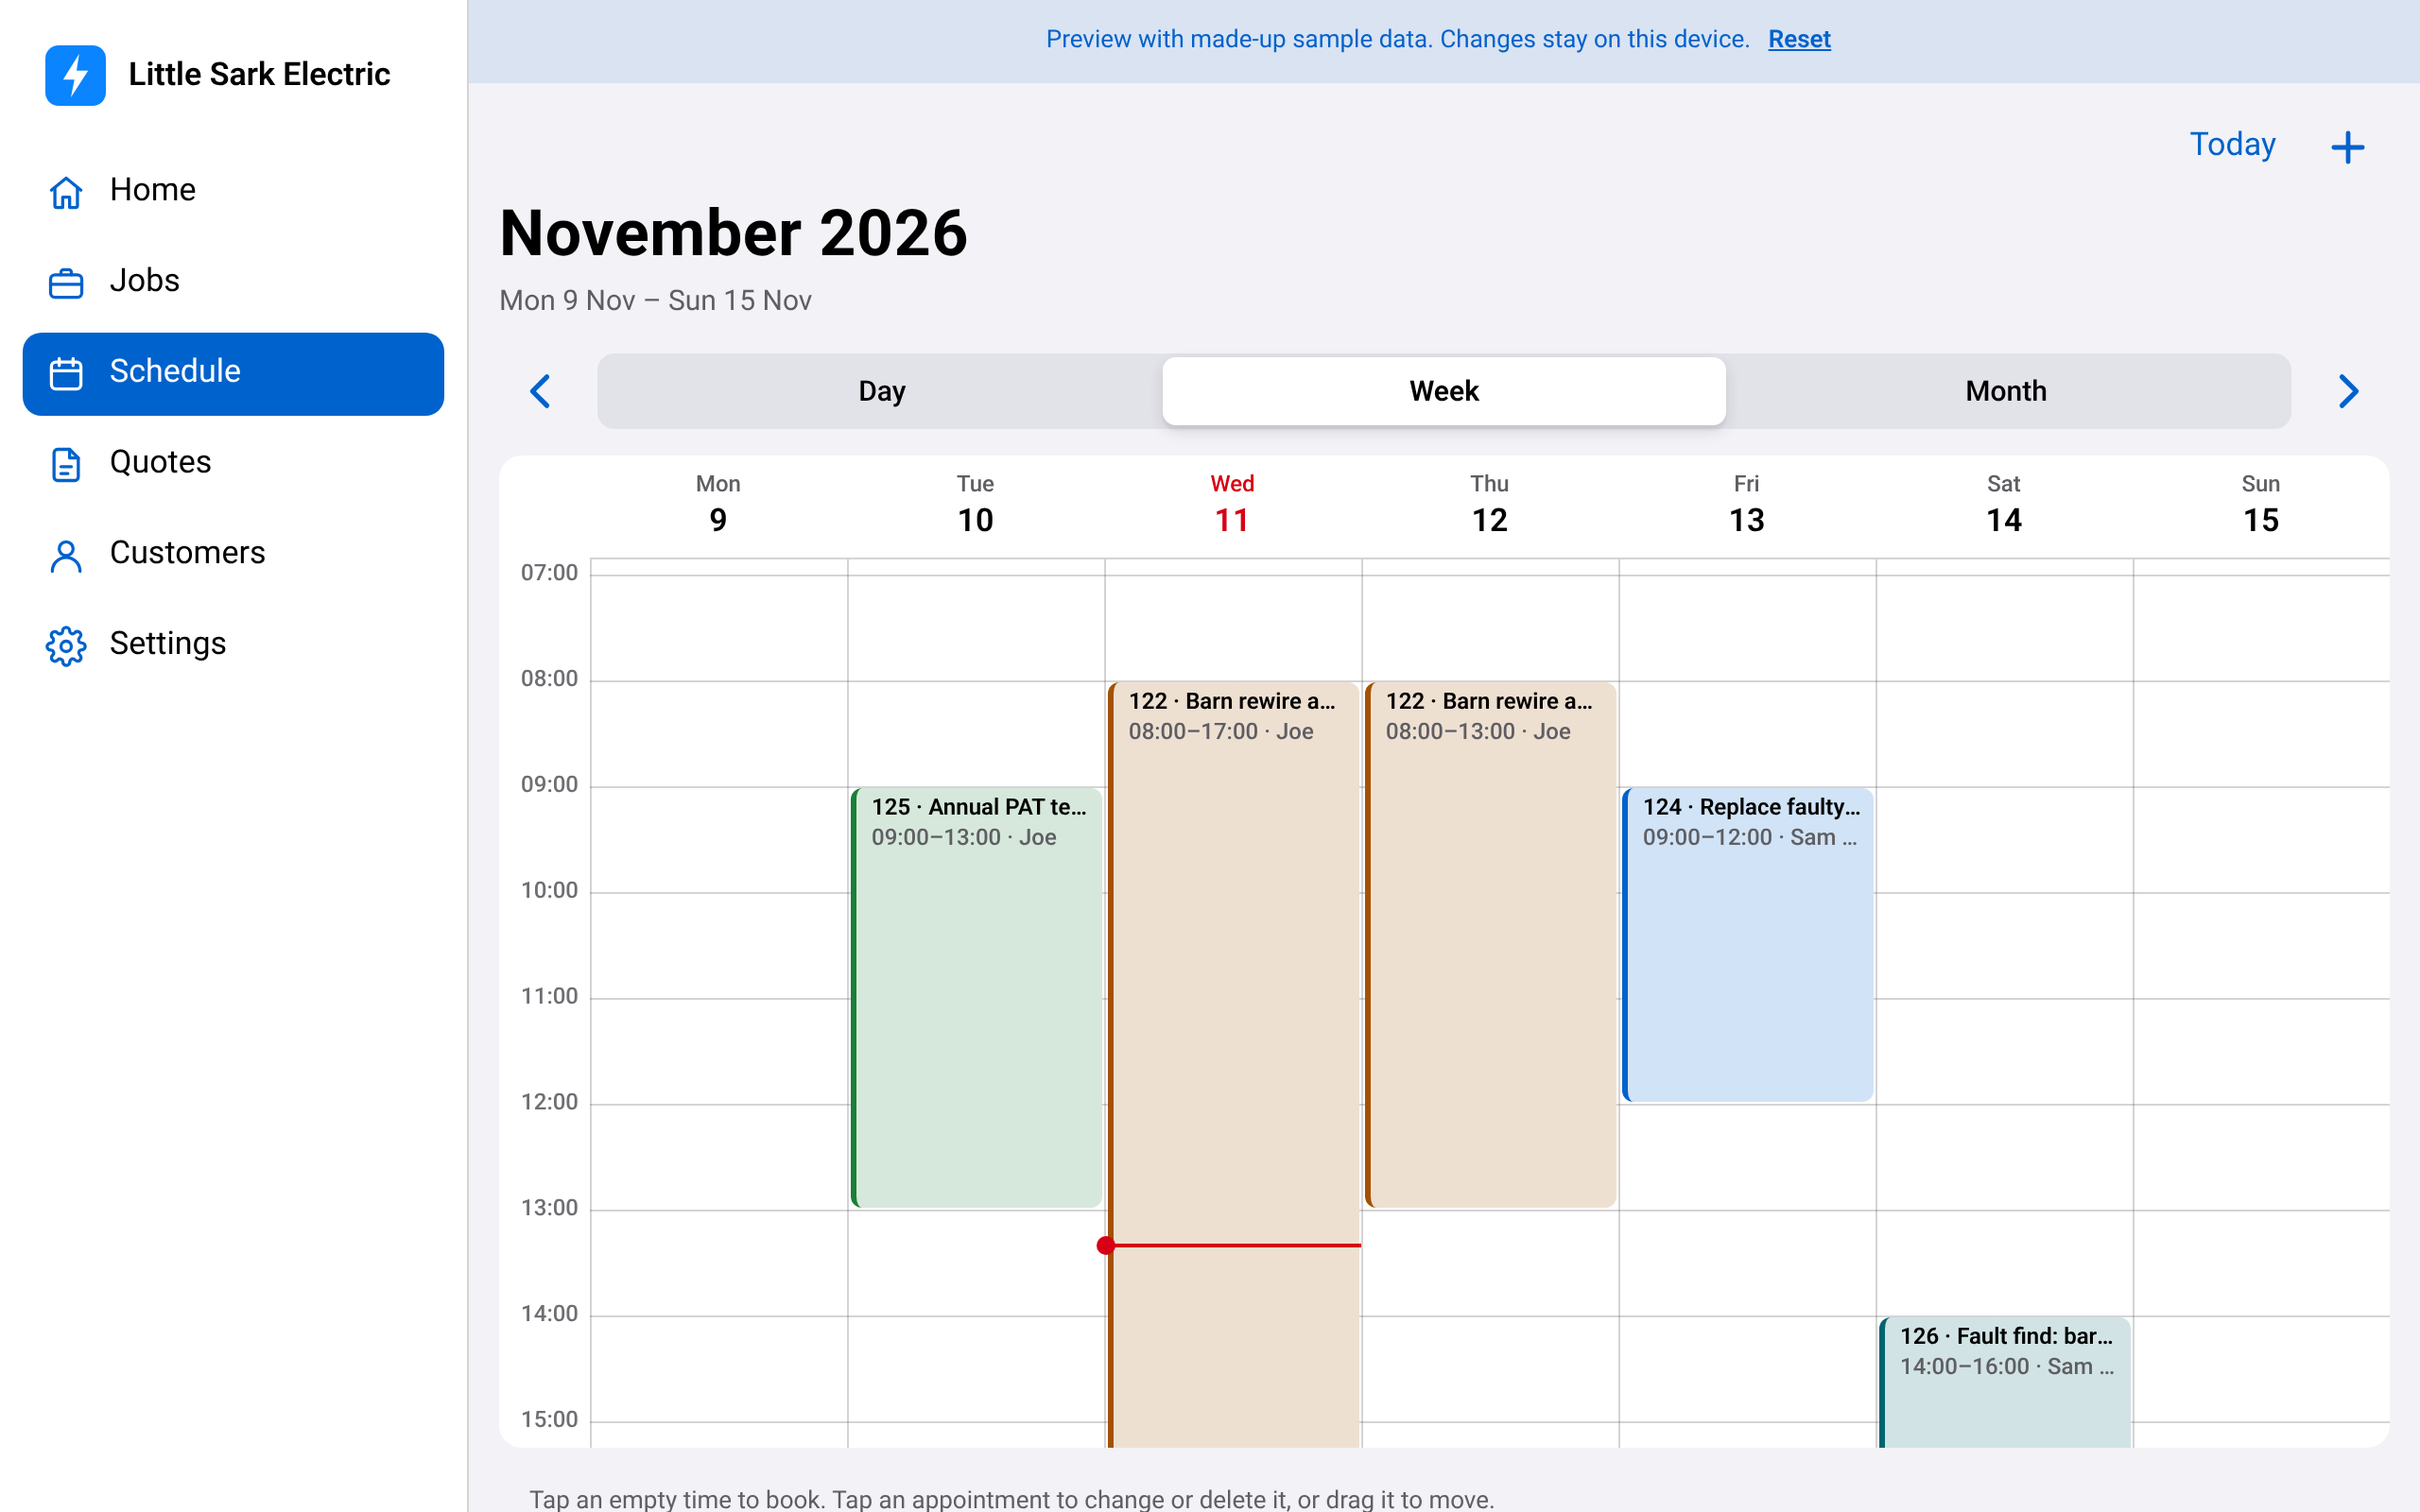 Little Sark Electric
Home
Jobs
Schedule
Quotes
Customers
Settings
Preview with made-up sample data. Changes stay on this device. Reset
Today
November 2026
Mon 9 Nov – Sun 15 Nov
Day
Week
Month
Mon
9
Tue
10
Wed
11
Thu
12
Fri
13
Sat
14
Sun
15
07:00
08:00
09:00
10:00
11:00
12:00
13:00
14:00
15:00
125 · Annual PAT te...
09:00–13:00 · Joe
122 · Barn rewire a...
08:00–17:00 · Joe
122 · Barn rewire a...
08:00–13:00 · Joe
124 · Replace faulty...
09:00–12:00 · Sam ...
126 · Fault find: bar...
14:00–16:00 · Sam ...
Tap an empty time to book. Tap an appointment to change or delete it, or drag it to move.